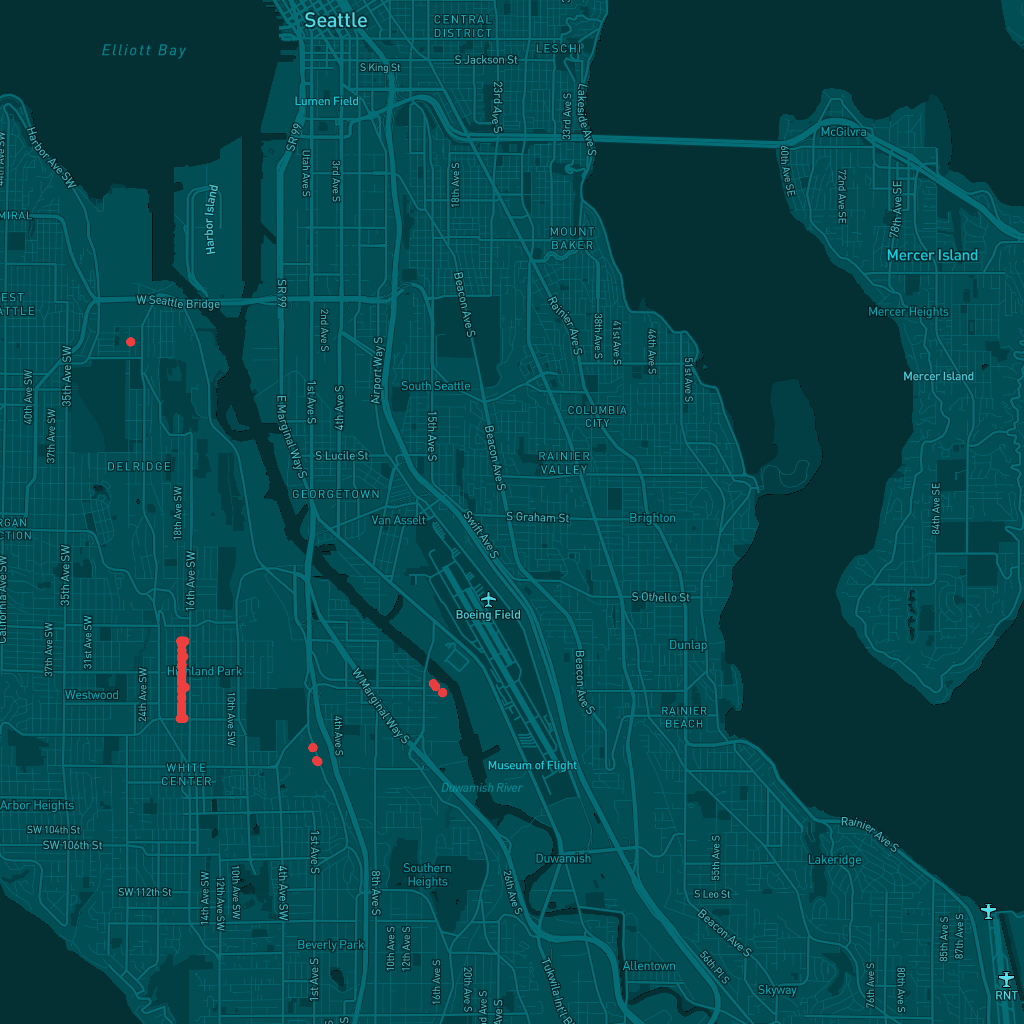 Seattle
CENTRAL
DISTRICT
Elliott Bay
LESCHI
S Jackson St
S King St
Lumen Field
23rd Ave S
33rd Ave S
Lakeside Ave S
McGilvra
SR 99
Harbor Ave SW
44th Ave SW
Utah Ave S
3rd Ave S
18th Ave S
60th Ave SE
72nd Ave SE
78th Ave SE
MIRAL
Harbor Island
MOUNT
BAKER
Mercer Island
EST
ATTLE
W Seattle Bridge
SR 99
2nd Ave S
Beacon Ave S
Rainier Ave S
38th Ave S
41st Ave S
46th Ave S
51st Ave S
Mercer Heights
35th Ave SW
40th Ave SW
37th Ave SW
1st Ave S
4th Ave S
Airport Way S
South Seattle
Mercer Island
15th Ave S
COLUMBIA
CITY
E Marginal Way S
S Lucile St
Beacon Ave S
RAINIER
VALLEY
DELRIDGE
GEORGETOWN
18th Ave SW
RGAN
CTION
Van Asselt
Swift Ave S
S Graham St
Brighton
84th Ave SE
California Ave SW
35th Ave SW
16th Ave SW
Boeing Field
S Othello St
37th Ave SW
31st Ave SW
Highland Park
Dunlap
Westwood
24th Ave SW
10th Ave SW
W Marginal Way S
4th Ave S
Beacon Ave S
RAINIER
BEACH
WHITE
CENTER
Museum of Flight
Duwamish River
Arbor Heights
SW 104th St
SW 106th St
1st Ave S
Rainier Ave S
Duwamish
55th Ave S
Lakeridge
Southern
Heights
SW 112th St
14th Ave SW
12th Ave SW
10th Ave SW
4th Ave SW
8th Ave S
26th Ave S
S Leo St
Beacon Ave S
85th Ave S
87th Ave S
Beverly Park
10th Ave S
12th Ave S
1st Ave S
16th Ave S
20th Ave S
Allentown
56th Pl S
Skyway
76th Ave S
80th Ave S
RNT